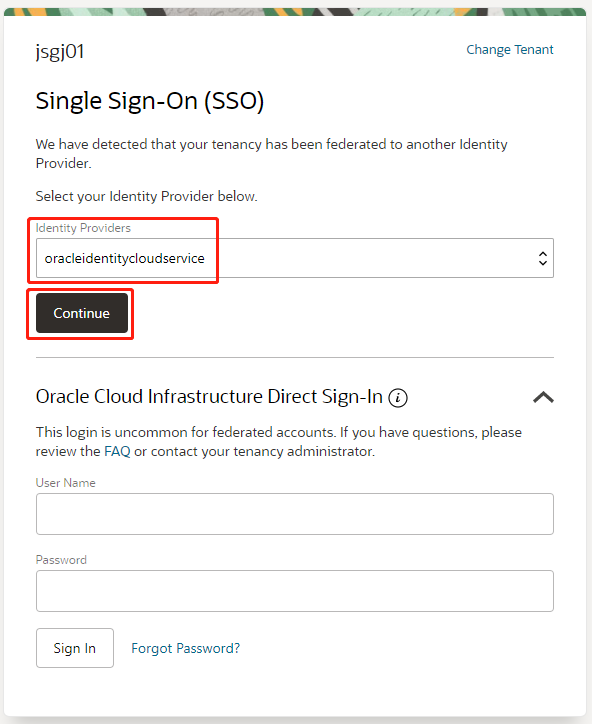 jsgj01
Change Tenant
Single Sign-On (SSO)
We have detected that your tenancy has been federated to another Identity
Provider.
Select your Identity Provider below.
Identity Providers
oracleidentitycloudservice
Continue
Oracle Cloud Infrastructure Direct Sign-In i
This login is uncommon for federated accounts. If you have questions, please
review the FAQ or contact your tenancy administrator.
User Name
Password
Sign In
Forgot Password?